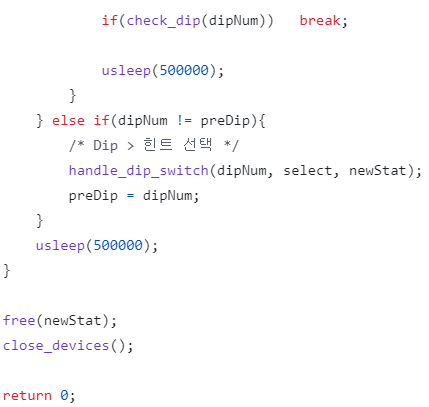 if(check_dip(dipNum))   break;
usleep(500000);
}
} else if(dipNum != preDip){
/* Dip > 힌트 선택 */
handle_dip_switch(dipNum, select, newStat);
preDip = dipNum;
}
usleep(500000);
}
free(newStat);
close_devices();
return 0;